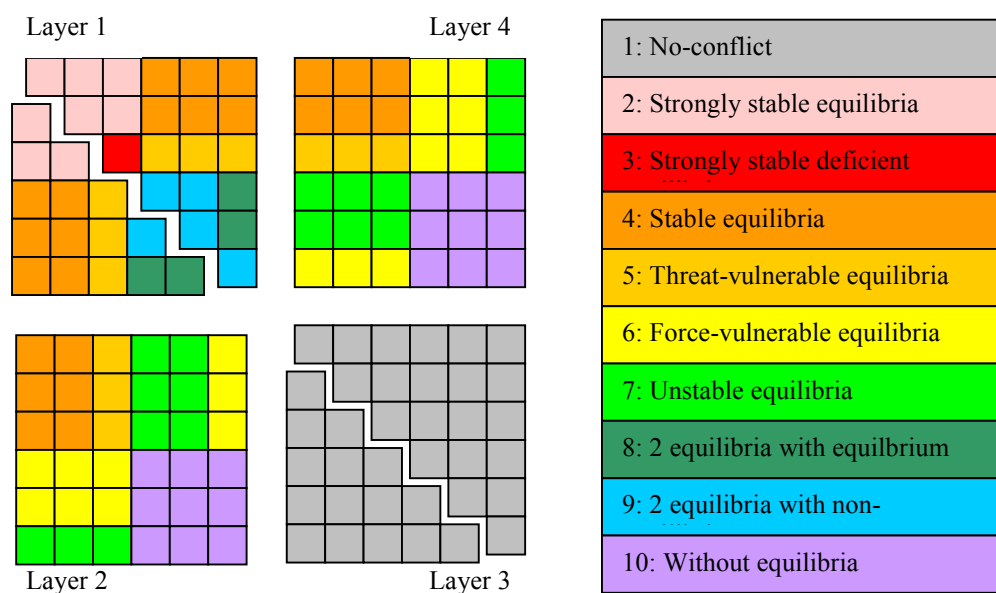 Layer 1
Layer 4
Layer 2
Layer 3
1: No-conflict
2: Strongly stable equilibria
3: Strongly stable deficient
4: Stable equilibria
5: Threat-vulnerable equilibria
6: Force-vulnerable equilibria
7: Unstable equilibria
8: 2 equilibria with equilbrium
9: 2 equilibria with non-
10: Without equilibria